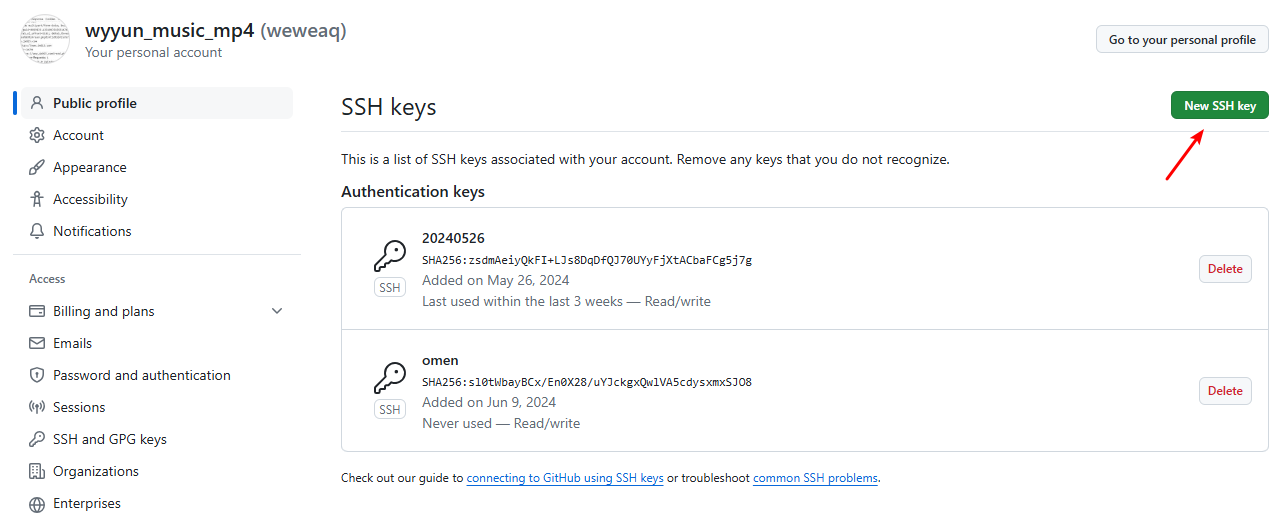 wyyun_music_mp4 (weweaq)
Your personal account
Go to your personal profile
Public profile
Account
Appearance
Accessibility
Notifications
Access
Billing and plans
Emails
Password and authentication
Sessions
SSH and GPG keys
Organizations
Enterprises
SSH keys
New SSH key
This is a list of SSH keys associated with your account. Remove any keys that you do not recognize.
Authentication keys
20240526
SHA256:zsdmAeiyQkFI+LJs8DqDfQJ70UYyFjXtACbaFCg5j7g
SSH
Added on May 26, 2024
Last used within the last 3 weeks — Read/write
Delete
omen
SHA256:sl0tWbayBCx/En0X28/uYJckgxQwlVA5cdysxmxSJO8
SSH
Added on Jun 9, 2024
Never used — Read/write
Delete
Check out our guide to connecting to GitHub using SSH keys or troubleshoot common SSH problems.